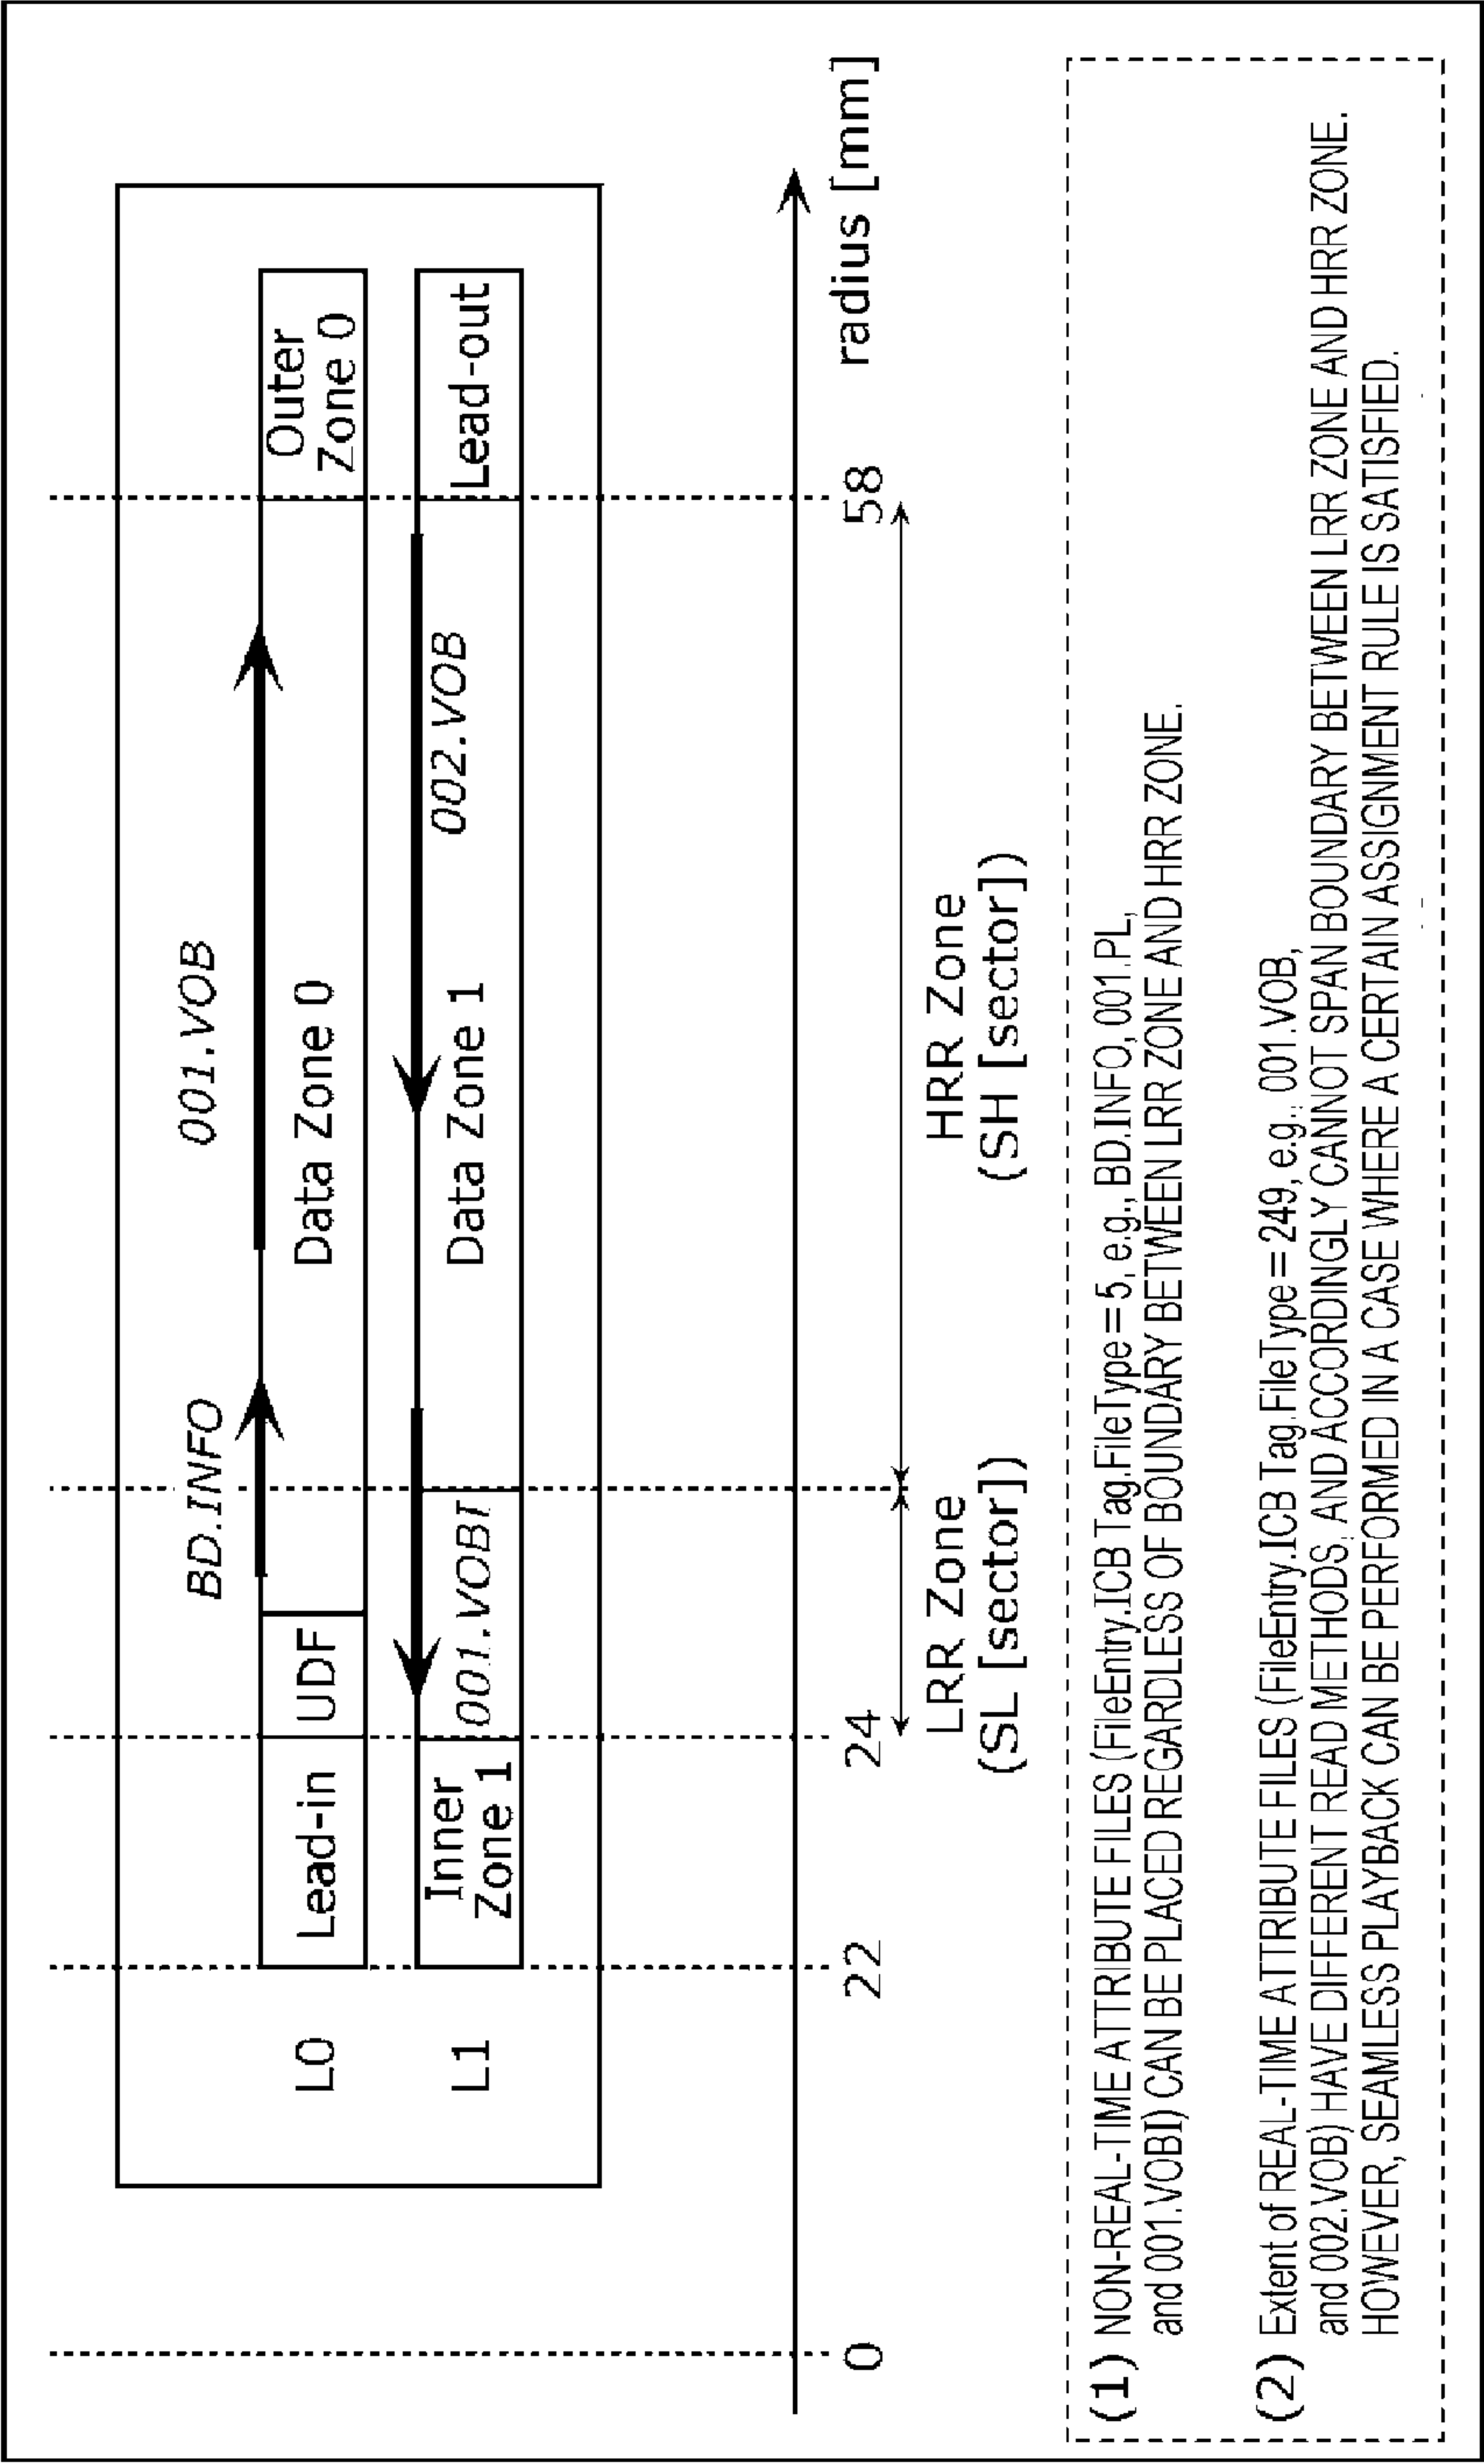 001.VOB
BD.INFO
Outer
Zone 0
L0
Lead-in
UDF
Data Zone 0
002.VOB
L1
Inner
Zone 1
001.VOBI
Data Zone 1
Lead-out
radius [mm]
0
22
24
58
LRR Zone
(SL [sector])
HRR Zone
(SH [sector])
(1) NON-REAL-TIME ATTRIBUTE FILES (FileEntry.ICB Tag.FileType = 5, e.g., BD.INFO, 001.PL,
and 001.VOBI) CAN BE PLACED REGARDLESS OF BOUNDARY BETWEEN LRR ZONE AND HRR ZONE.
(2) Extent of REAL-TIME ATTRIBUTE FILES (FileEntry.ICB Tag.FileType = 249, e.g., 001.VOB,
and 002.VOB) HAVE DIFFERENT READ METHODS, AND ACCORDINGLY CANNOT SPAN BOUNDARY BETWEEN LRR ZONE AND HRR ZONE.
HOWEVER, SEAMLESS PLAYBACK CAN BE PERFORMED IN A CASE WHERE A CERTAIN ASSIGNMENT RULE IS SATISFIED.